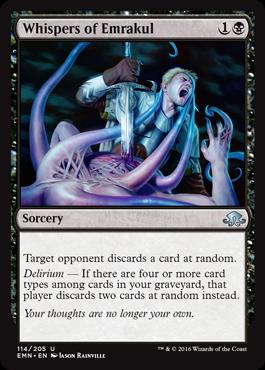 Whispers of Emrakul 1
Sorcery
Target opponent discards a card at random.
Delirium — If there are four or more card
types among cards in your graveyard, that
player discards two cards at random instead.
Your thoughts are no longer your own.
114/205 U
EMN • EN Jason Rainville
™ & © 2016 Wizards of the Coast